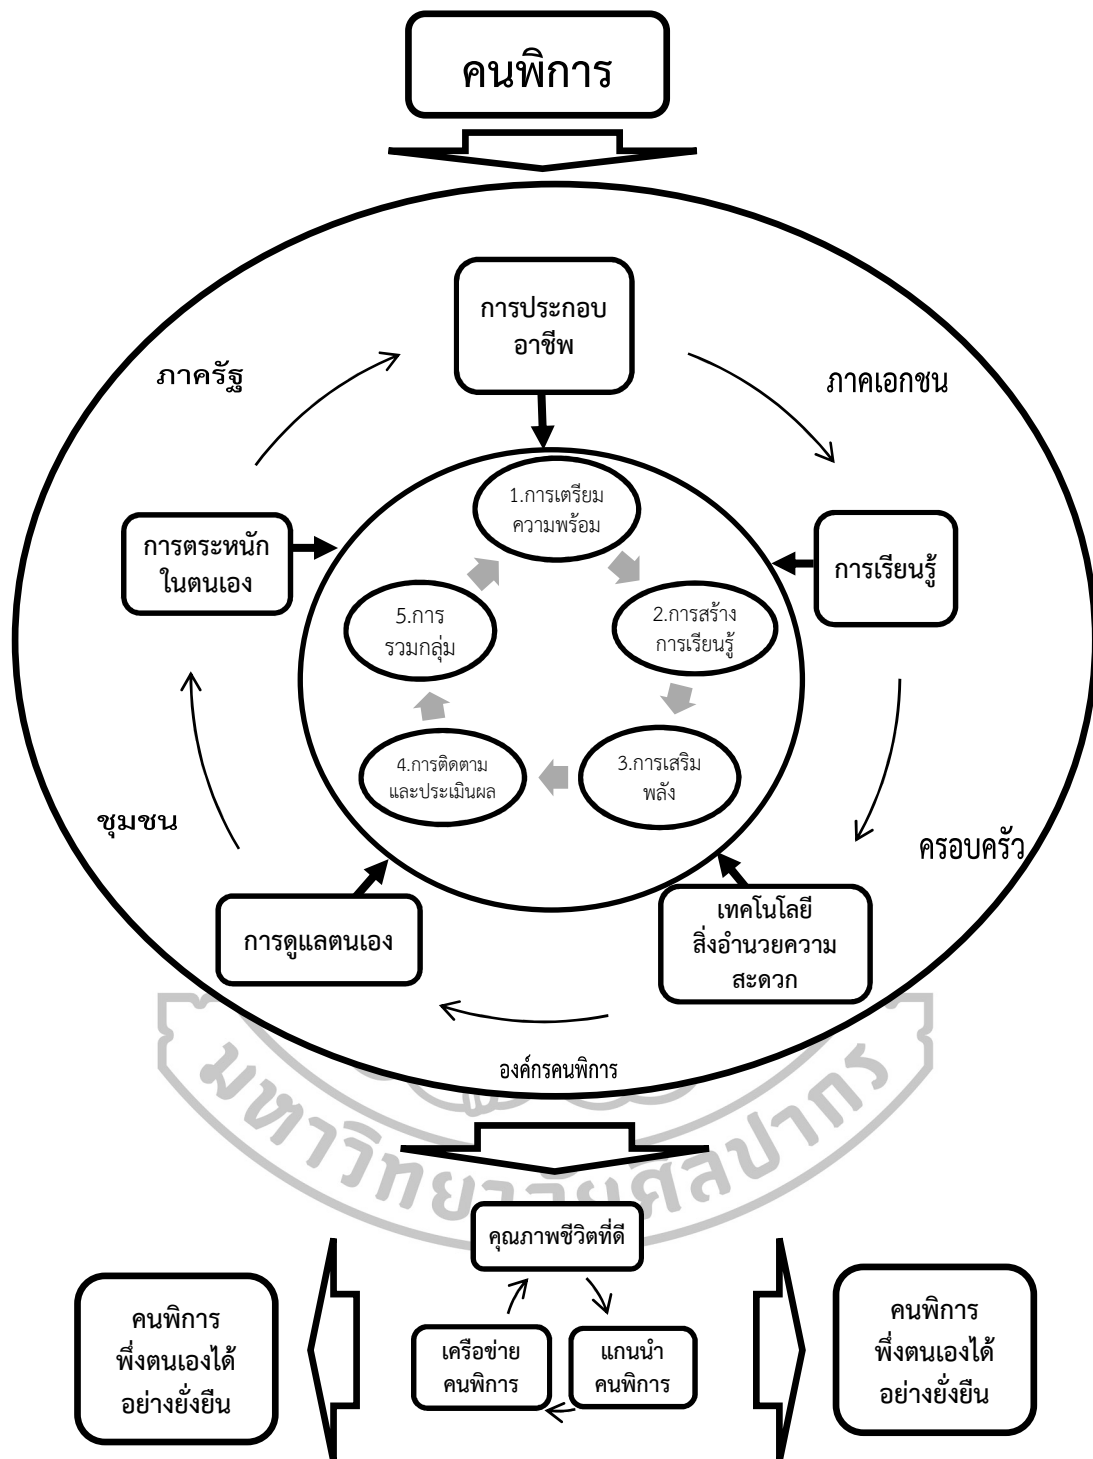 คนพิการ
การประกอบ
อาชีพ
ภาครัฐ
ภาคเอกชน
1.การเตรียม
ความพร้อม
การตระหนัก
ในตนเอง
การเรียนรู้
5.การ
รวมกลุ่ม
2.การสร้าง
การเรียนรู้
4.การติดตาม
และประเมินผล
3.การเสริม
พลัง
ชุมชน
ครอบครัว
การดูแลตนเอง
เทคโนโลยี
สิ่งอำนวยความ
สะดวก
องค์กรคนพิการ
มหาวิทยาลัยศิลปากร
คุณภาพชีวิตที่ดี
คนพิการ
พึ่งตนเองได้
อย่างยั่งยืน
เครือข่าย
คนพิการ
แกนนำ
คนพิการ
คนพิการ
พึ่งตนเองได้
อย่างยั่งยืน